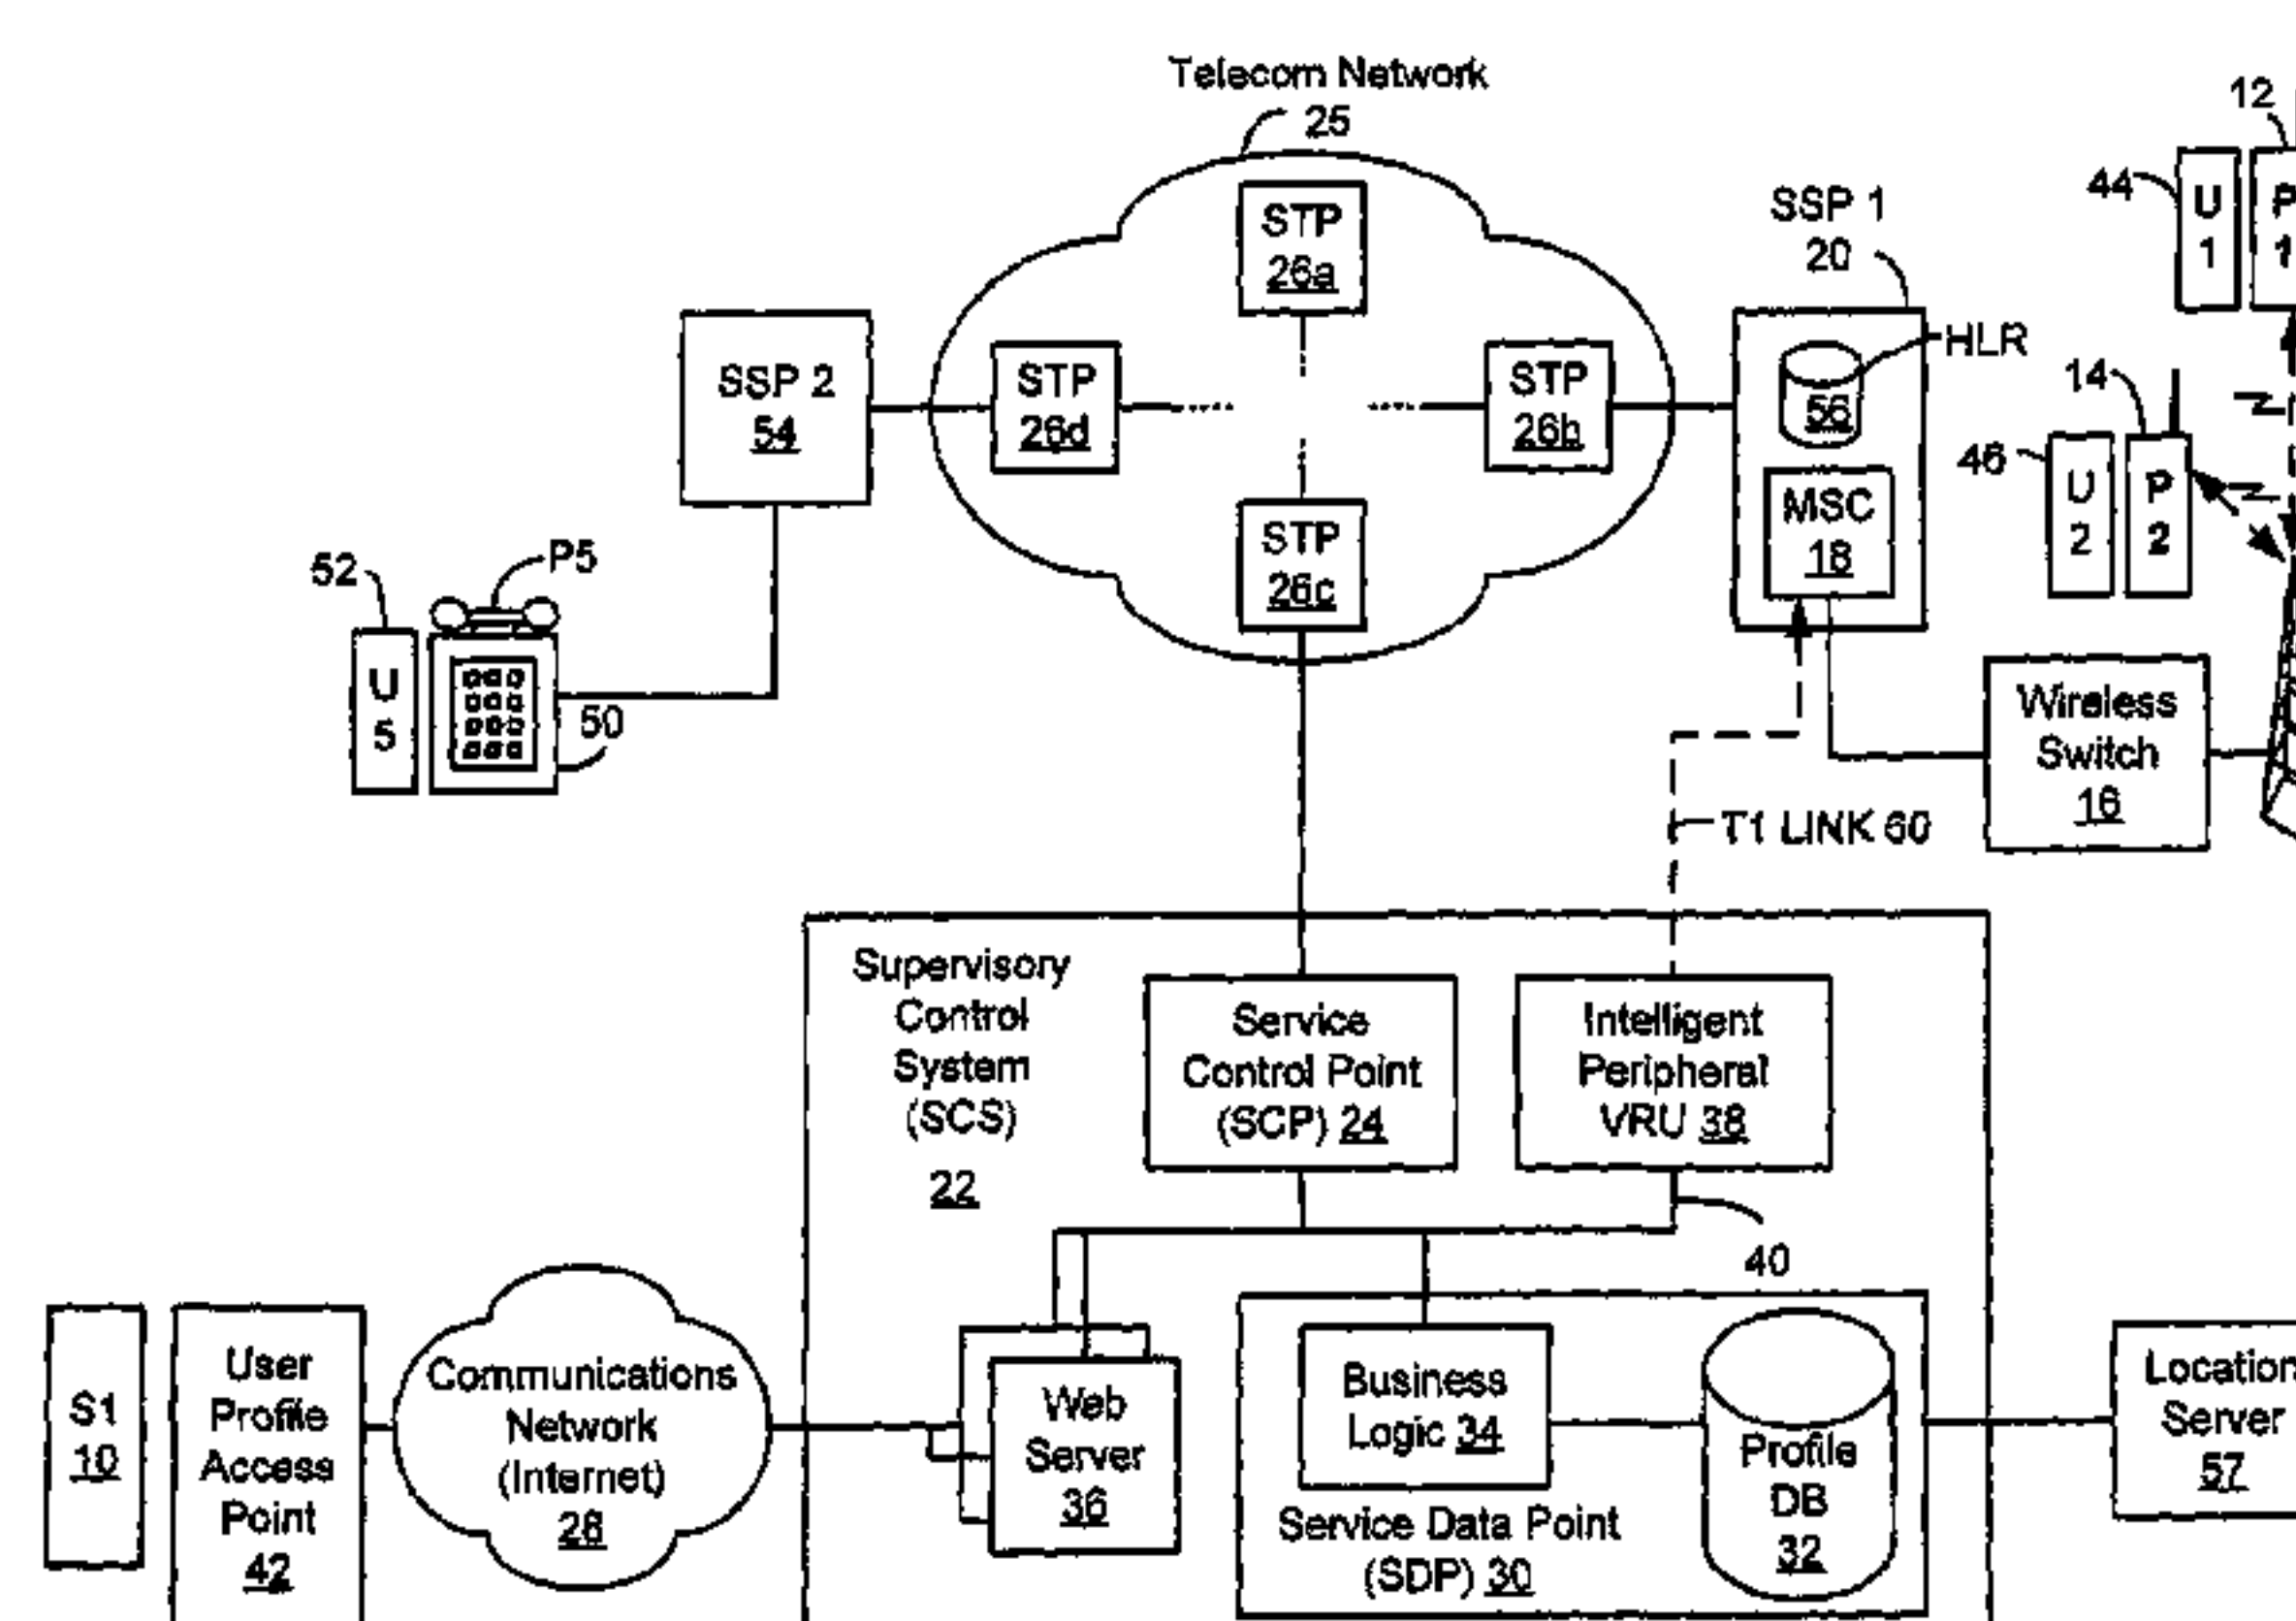 Telecom Network
25
STP
26a
SSP 1
20
12
44
U
1
P
1
SSP 2
54
STP
26d
STP
26b
HLR
56
14
46
U
2
P
2
MSC
18
STP
26c
52
P5
U
5
50
Wireless
Switch
16
T1 LINK 60
Supervisory
Control
System
(SCS)
22
Service
Control Point
(SCP) 24
Intelligent
Peripheral
VRU 38
40
S1
10
User
Profile
Access
Point
42
Communications
Network
(Internet)
28
Web
Server
36
Business
Logic 34
Profile
DB
32
Service Data Point
(SDP) 30
Location
Server
57